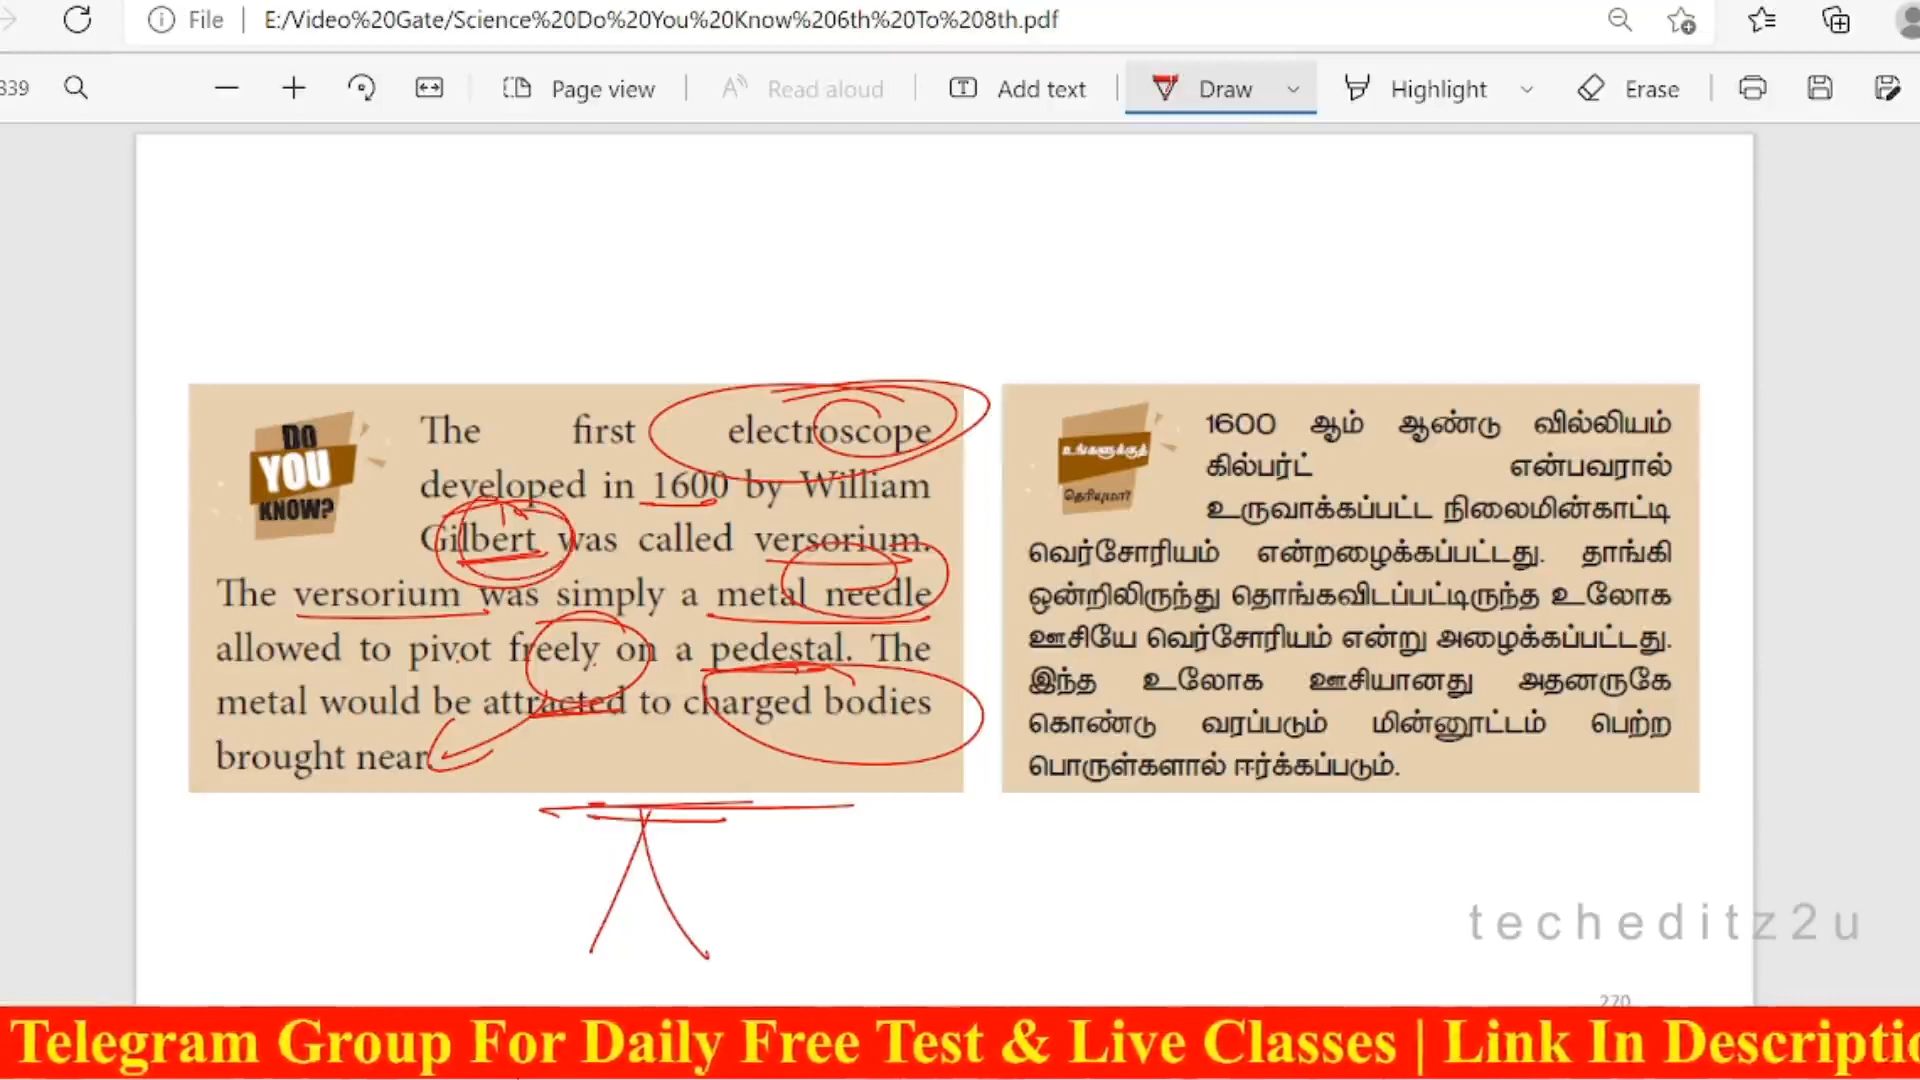 File | E:/Video%20Gate/Science%20Do%20You%20Know%206th%20To%208th.pdf
339
Page view
Read aloud
Add text
Draw
Highlight
Erase
DO
YOU
KNOW?
The first electroscope
developed in 1600 by William
Gilbert was called versorium.
The versorium was simply a metal needle
allowed to pivot freely on a pedestal. The
metal would be attracted to charged bodies
brought near.
உங்களுக்குத்
தெரியுமா?
1600 ஆம் ஆண்டு வில்லியம்
கில்பர்ட் என்பவரால்
உருவாக்கப்பட்ட நிலைமின்காட்டி
வெர்சோரியம் என்றழைக்கப்பட்டது. தாங்கி
ஒன்றிலிருந்து தொங்கவிடப்பட்டிருந்த உலோக
ஊசியே வெர்சோரியம் என்று அழைக்கப்பட்டது.
இந்த உலோக ஊசியானது அதனருகே
கொண்டு வரப்படும் மின்னூட்டம் பெற்ற
பொருள்களால் ஈர்க்கப்படும்.
techeditz2u
270
Telegram Group For Daily Free Test & Live Classes | Link In Descriptio